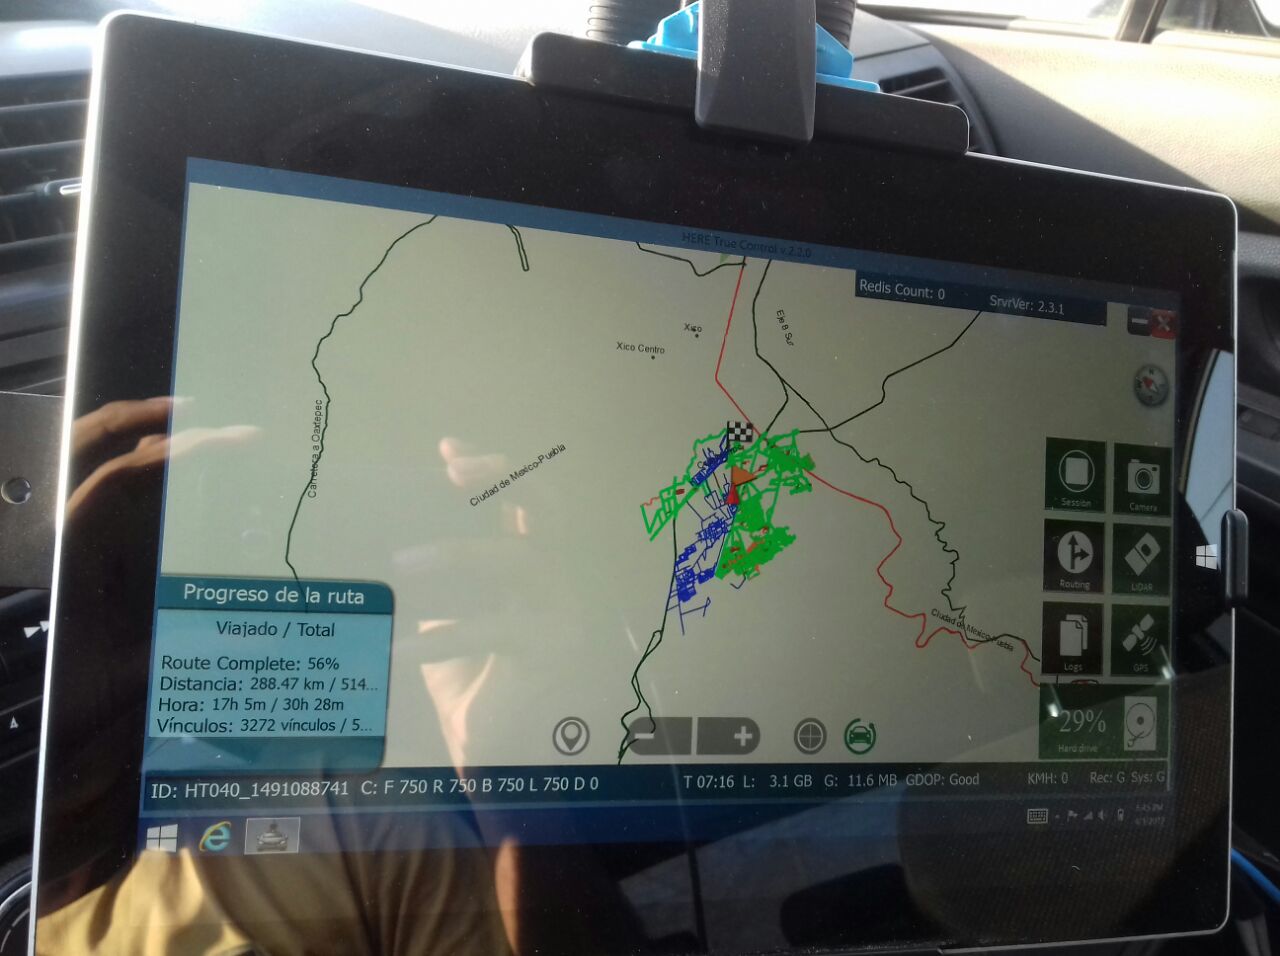 HERE True Control v.2.2.0
Redis Count: 0 SrvrVer: 2.3.1
Eje 8 Sur
Xico
Xico Centro
Carretera a Oaxtepec
Ciudad de Mexico-Puebla
Session
Camera
Routing
LIDAR
Ciudad de Mexico-Puebla
Logs
GPS
Progreso de la ruta
Viajado / Total
Route Complete: 56%
Distancia: 288.47 km / 514...
Hora: 17h 5m / 30h 28m
Vínculos: 3272 vínculos / 5...
29%
Hard drive
ID: HT040_1491088741 C: F 750 R 750 B 750 L 750 D 0 T 07:16 L: 3.1 GB G: 11.6 MB GDOP: Good KMH: 0 Rec: G Sys: G